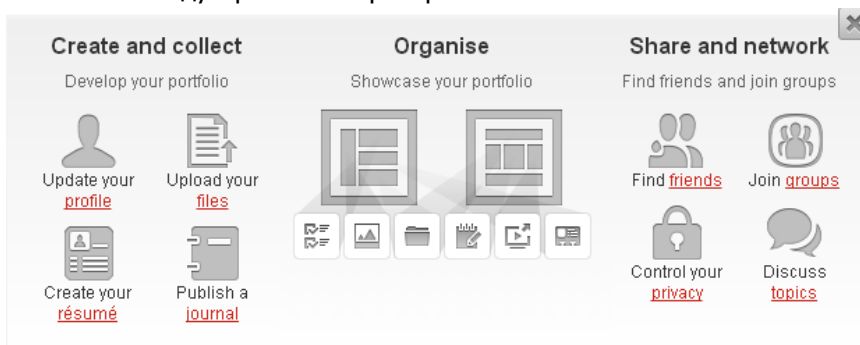 Create and collect
Develop your portfolio
Update your
profile
Upload your
files
Create your
résumé
Publish a
journal
Organise
Showcase your portfolio
Share and network
Find friends and join groups
Find friends
Join groups
Control your
privacy
Discuss
topics